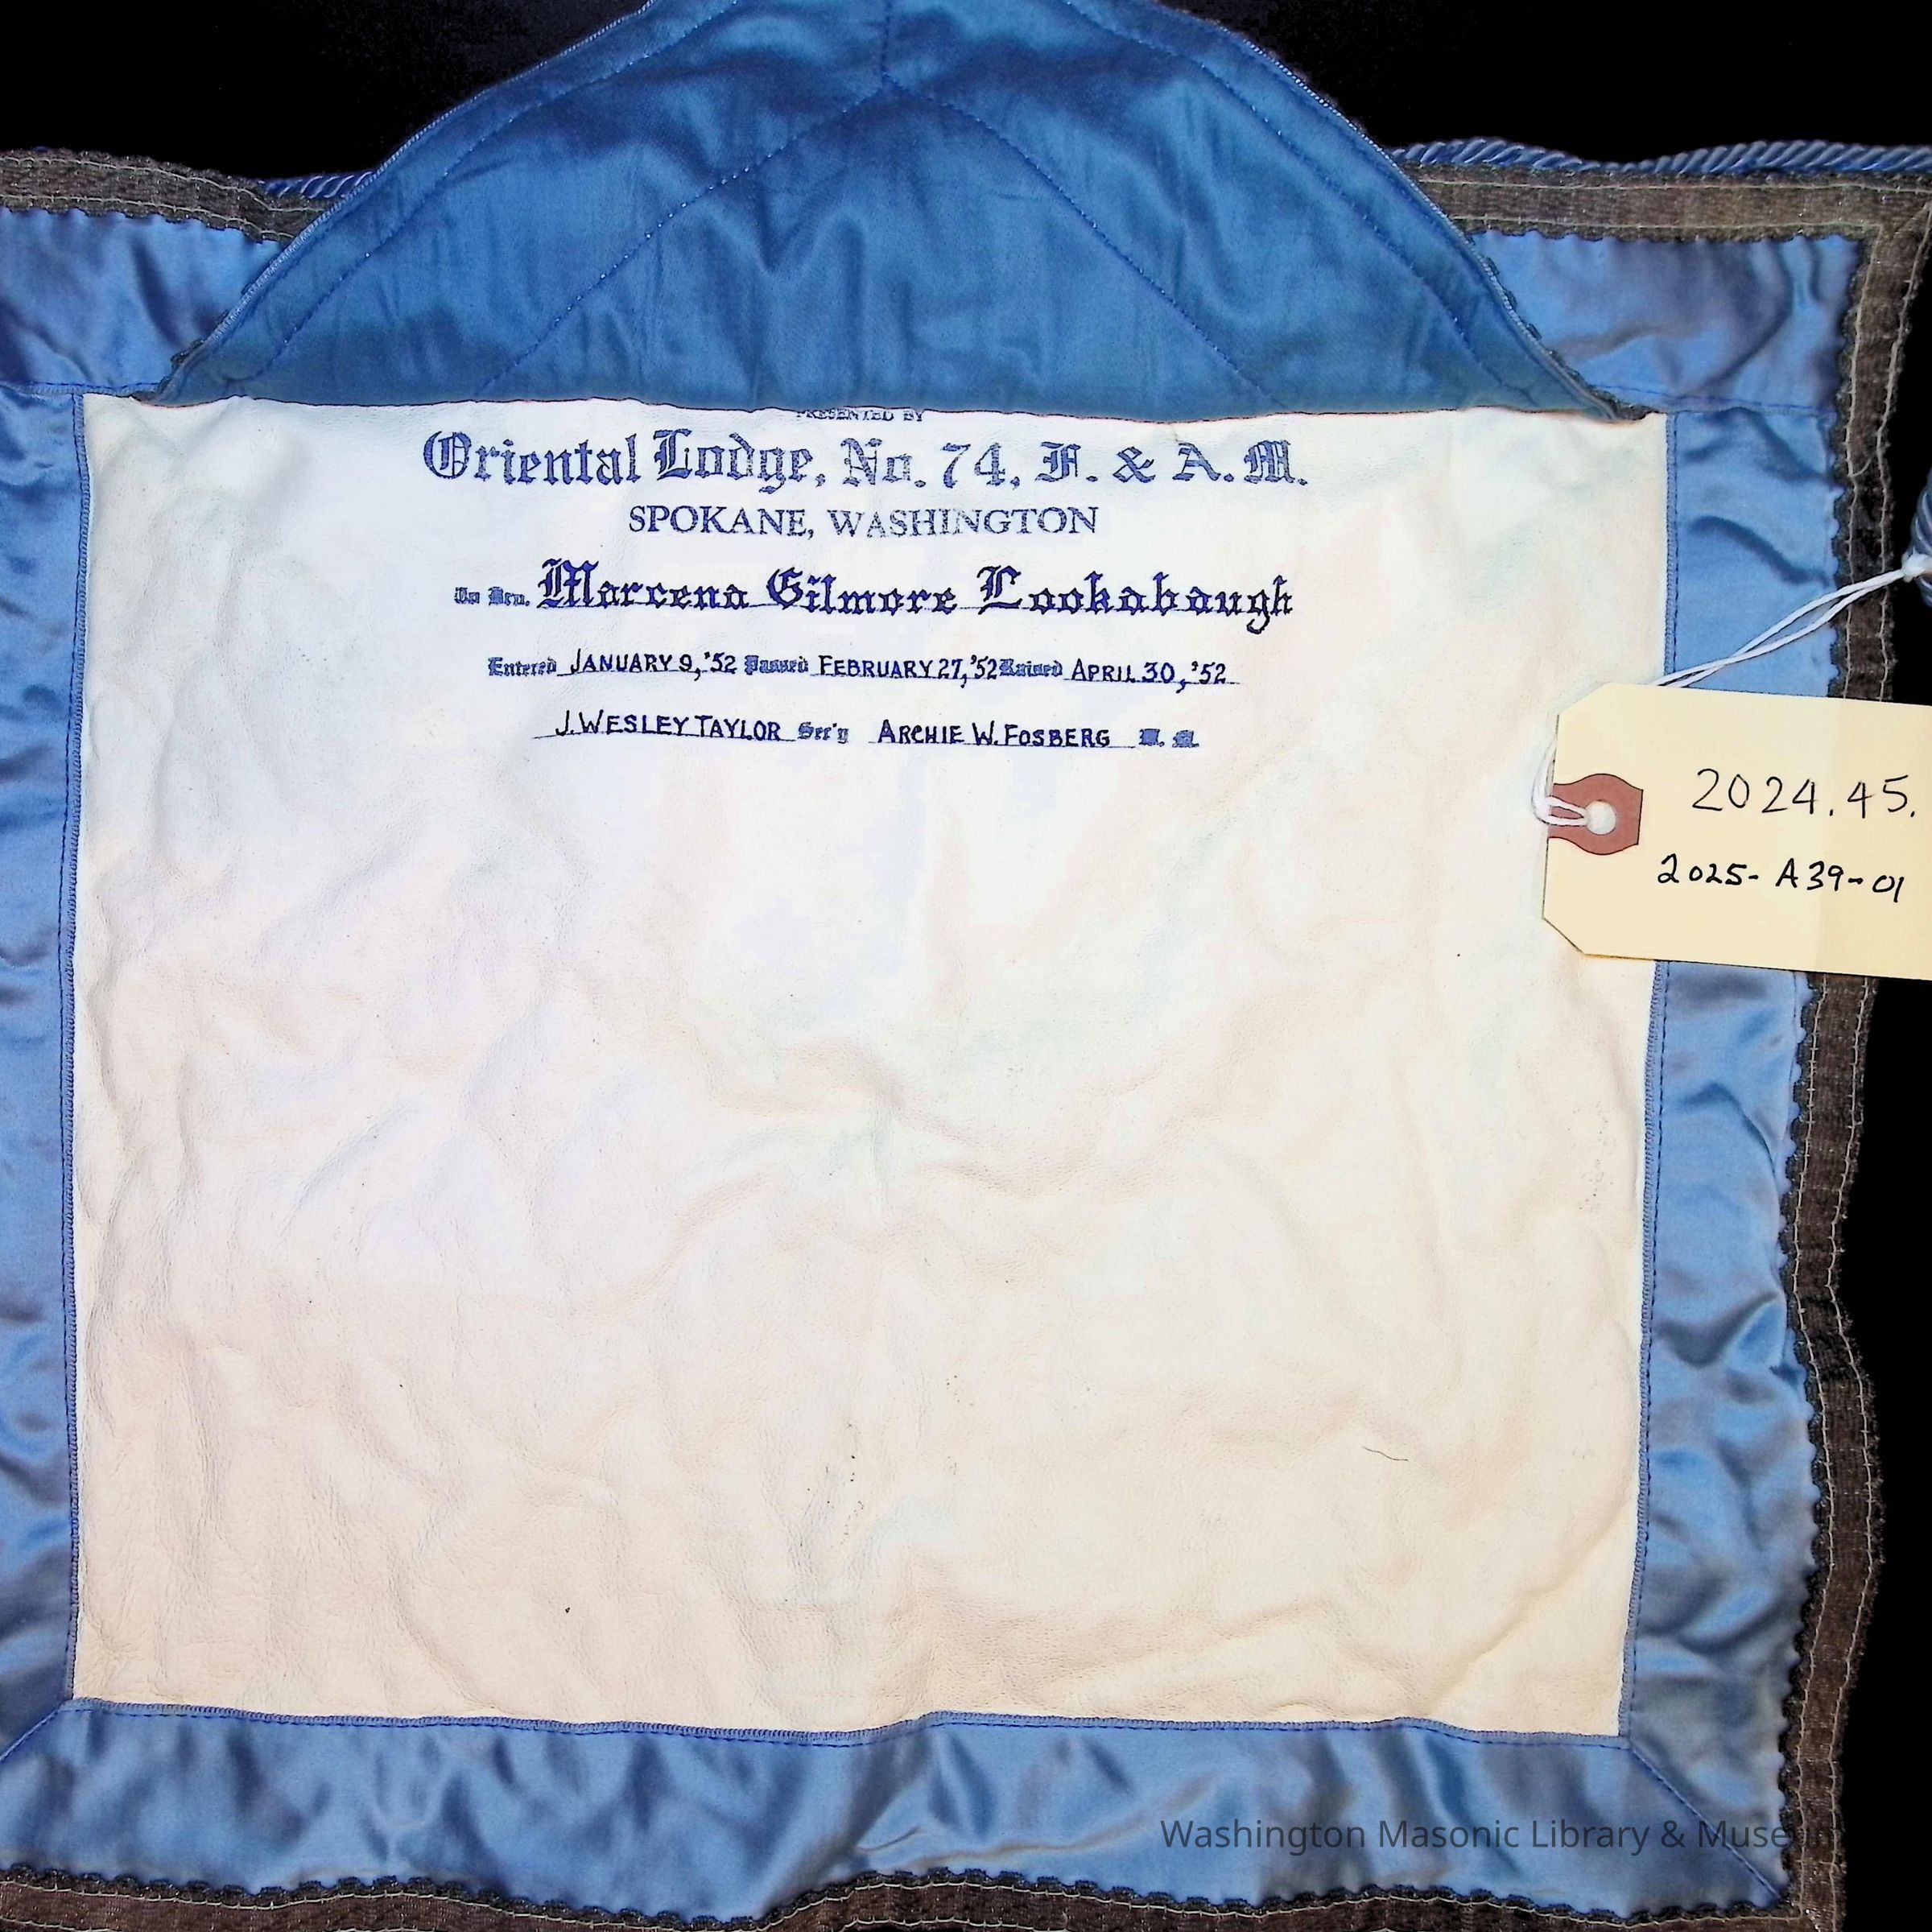 PRESENTED BY
Oriental Lodge, No. 74, F. & A. M.
SPOKANE, WASHINGTON
To Bro. Marcena Gilmore Lookabaugh
Entered JANUARY 9, '52 Passed FEBRUARY 27, '52 Raised APRIL 30, '52
J. WESLEY TAYLOR Sec'y ARCHIE W. FOSBERG W. M.
2024.45.
2025-A39-01
Washington Masonic Library & Museum